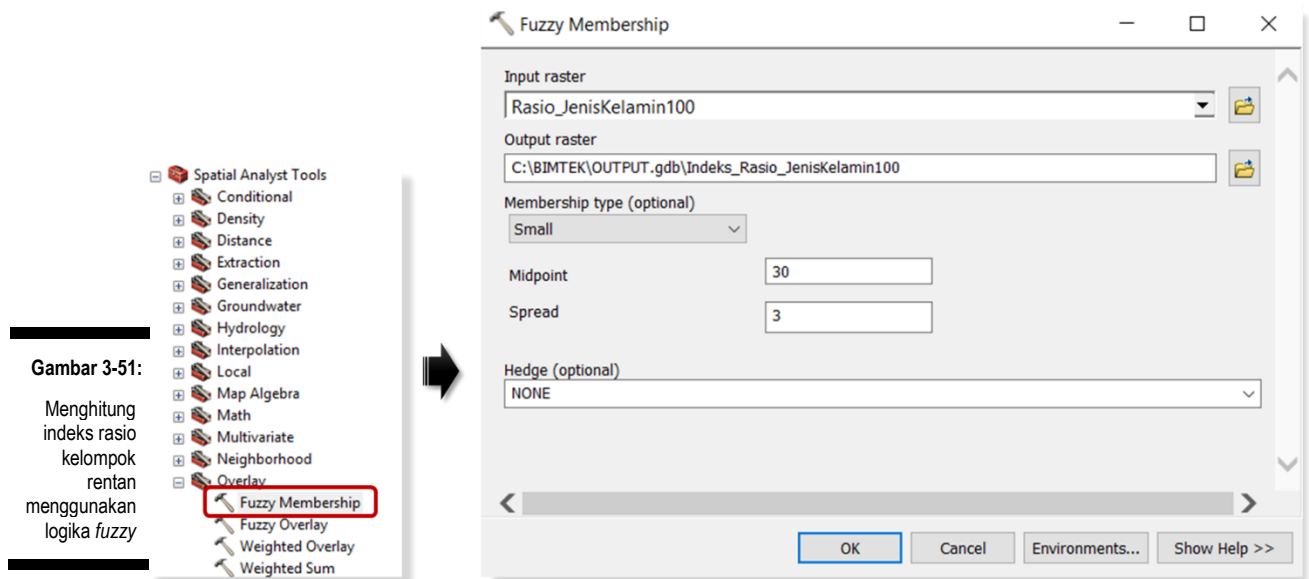 Gambar 3-51:
Menghitung
indeks rasio
kelompok
rentan
menggunakan
logika fuzzy
Spatial Analyst Tools
Conditional
Density
Distance
Extraction
Generalization
Groundwater
Hydrology
Interpolation
Local
Map Algebra
Math
Multivariate
Neighborhood
Overlay
Fuzzy Membership
Fuzzy Overlay
Weighted Overlay
Weighted Sum
Fuzzy Membership
Input raster
Rasio_JenisKelamin100
Output raster
C:\BIMTEK\OUTPUT.gdb\Indeks_Rasio_JenisKelamin100
Membership type (optional)
Small
Midpoint
30
Spread
3
Hedge (optional)
NONE
OK
Cancel
Environments...
Show Help >>